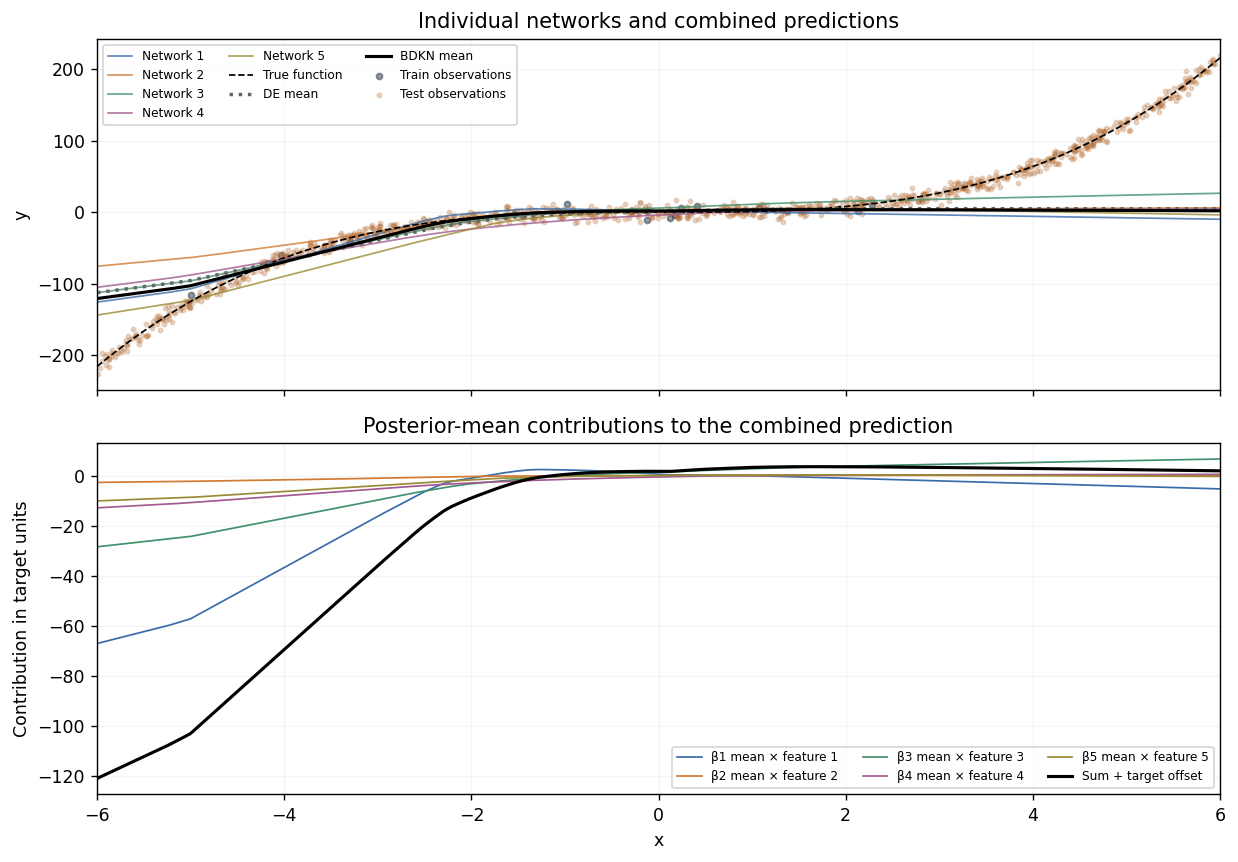 Individual networks and combined predictions
Network 1
Network 2
Network 3
Network 4
Network 5
True function
DE mean
BDKN mean
Train observations
Test observations
200
100
0
−100
−200
y
Posterior-mean contributions to the combined prediction
0
−20
−40
−60
−80
−100
−120
Contribution in target units
β1 mean × feature 1
β2 mean × feature 2
β3 mean × feature 3
β4 mean × feature 4
β5 mean × feature 5
Sum + target offset
−6 −4 −2 0 2 4 6
x